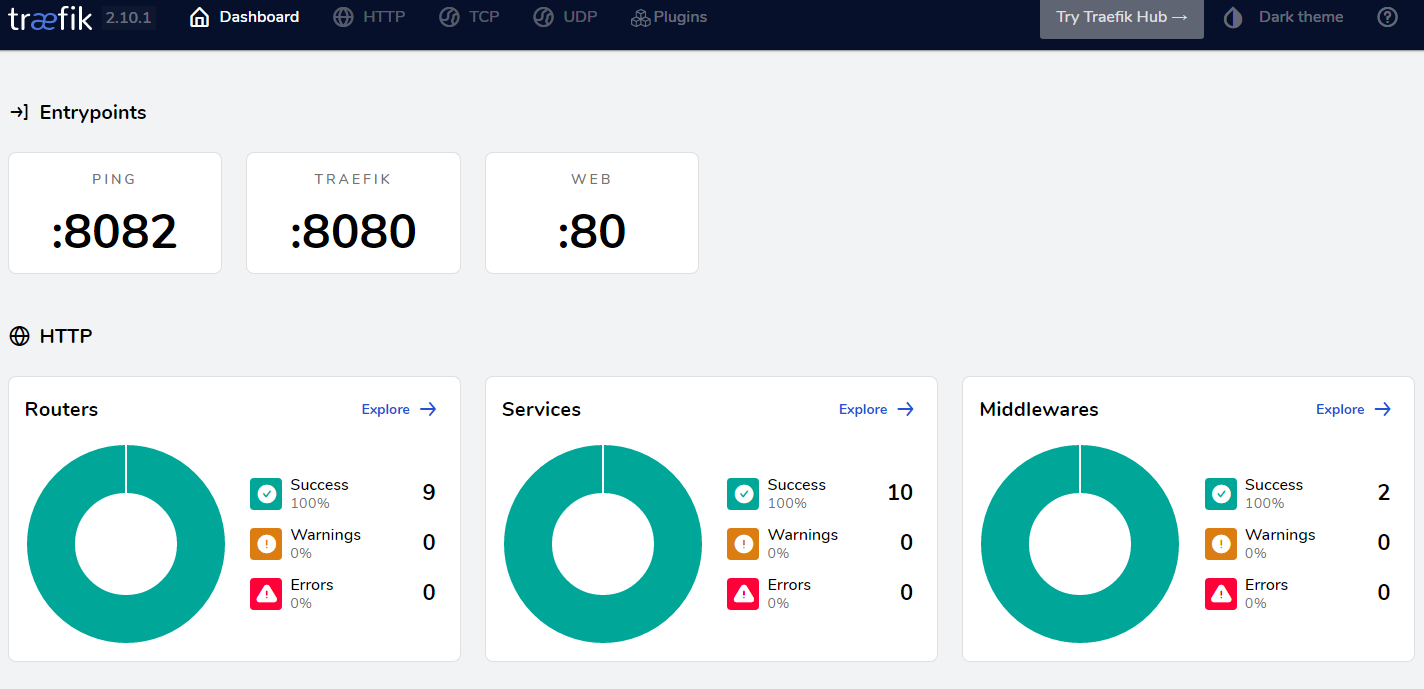 træfik 2.10.1 Dashboard HTTP TCP UDP Plugins Try Traefik Hub → Dark theme
Entrypoints
PING TRAEFIK WEB
:8082 :8080 :80
HTTP
Routers Explore →
Success 9
100%
Warnings 0
0%
Errors 0
0%
Services Explore →
Success 10
100%
Warnings 0
0%
Errors 0
0%
Middlewares Explore →
Success 2
100%
Warnings 0
0%
Errors 0
0%